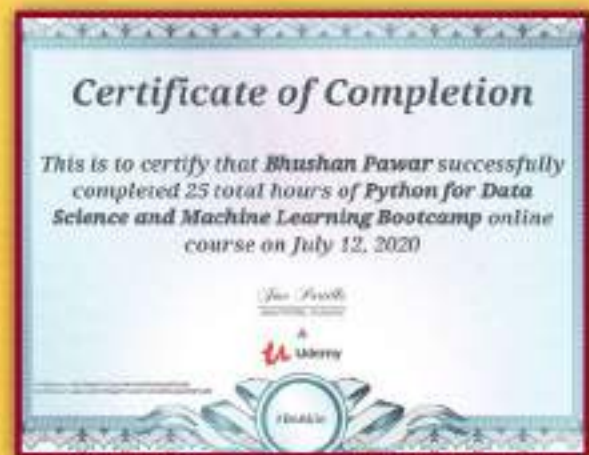 Certificate of Completion
This is to certify that Bhushan Pawar successfully
completed 25 total hours of Python for Data
Science and Machine Learning Bootcamp online
course on July 12, 2020
&
Udemy